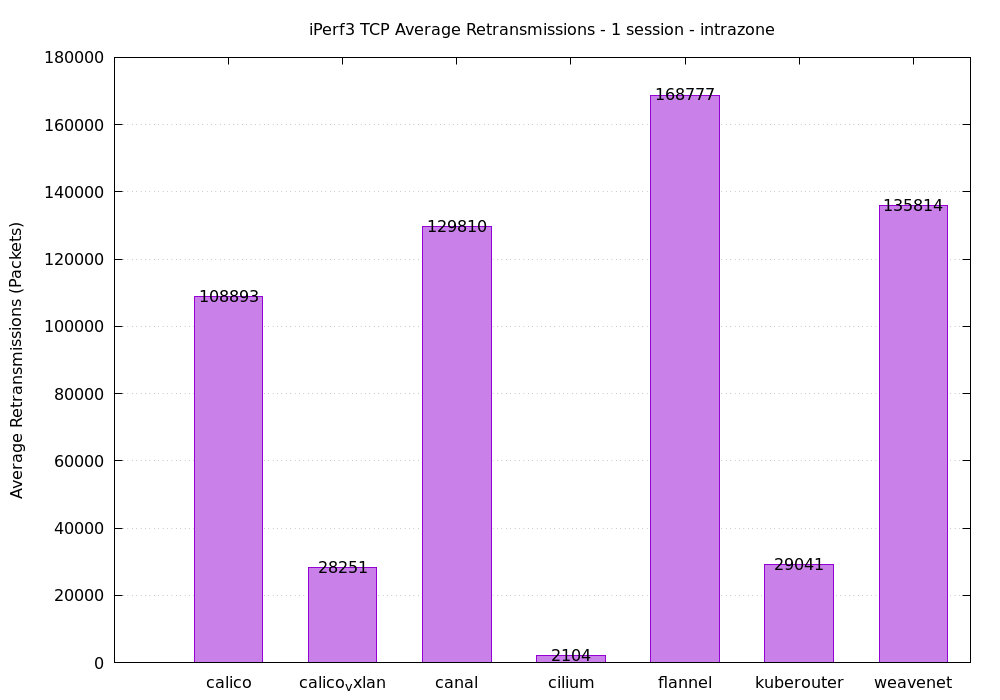 iPerf3 TCP Average Retransmissions - 1 session - intrazone
Average Retransmissions (Packets)
180000
160000
140000
120000
100000
80000
60000
40000
20000
0
108893
28251
129810
2104
168777
29041
135814
calico
calicovxlan
canal
cilium
flannel
kuberouter
weavenet